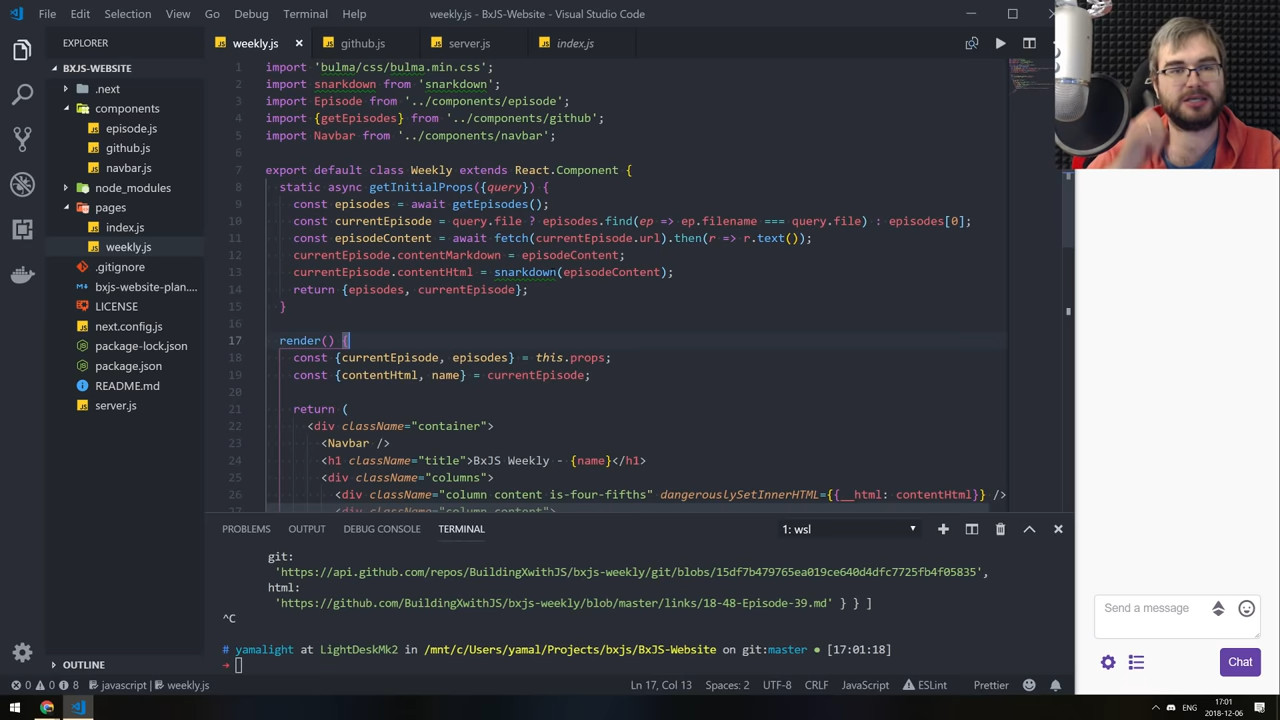 File Edit Selection View Go Debug Terminal Help weekly.js - BxJS-Website - Visual Studio Code
EXPLORER
BXJS-WEBSITE
.next
components
episode.js
github.js
navbar.js
node_modules
pages
index.js
weekly.js
.gitignore
bxjs-website-plan....
LICENSE
next.config.js
package-lock.json
package.json
README.md
server.js
OUTLINE
weekly.js github.js server.js index.js
1 import 'bulma/css/bulma.min.css';
2 import snarkdown from 'snarkdown';
3 import Episode from '../components/episode';
4 import {getEpisodes} from '../components/github';
5 import Navbar from '../components/navbar';
6
7 export default class Weekly extends React.Component {
8 static async getInitialProps({query}) {
9 const episodes = await getEpisodes();
10 const currentEpisode = query.file ? episodes.find(ep => ep.filename === query.file) : episodes[0];
11 const episodeContent = await fetch(currentEpisode.url).then(r => r.text());
12 currentEpisode.contentMarkdown = episodeContent;
13 currentEpisode.contentHtml = snarkdown(episodeContent);
14 return {episodes, currentEpisode};
15 }
16
17 render() {
18 const {currentEpisode, episodes} = this.props;
19 const {contentHtml, name} = currentEpisode;
20
21 return (
22 <div className="container">
23 <Navbar />
24 <h1 className="title">BxJS Weekly - {name}</h1>
25 <div className="columns">
26 <div className="column content is-four-fifths" dangerouslySetInnerHTML={{__html: contentHtml}} />
27 <div className="column content">
PROBLEMS OUTPUT DEBUG CONSOLE TERMINAL 1: wsl
git:
'https://api.github.com/repos/BuildingXwithJS/bxjs-weekly/git/blobs/15df7b479765ea019ce640d4dfc7725fb4f05835',
html:
'https://github.com/BuildingXwithJS/bxjs-weekly/blob/master/links/18-48-Episode-39.md' } } ]
^C
# yamalight at LightDeskMk2 in /mnt/c/Users/yamal/Projects/bxjs/BxJS-Website on git:master ● [17:01:18]
➜
0 0 8 javascript | weekly.js Ln 17, Col 13 Spaces: 2 UTF-8 CRLF JavaScript ESLint Prettier
Send a message
Chat
ENG
17:01
2018-12-06